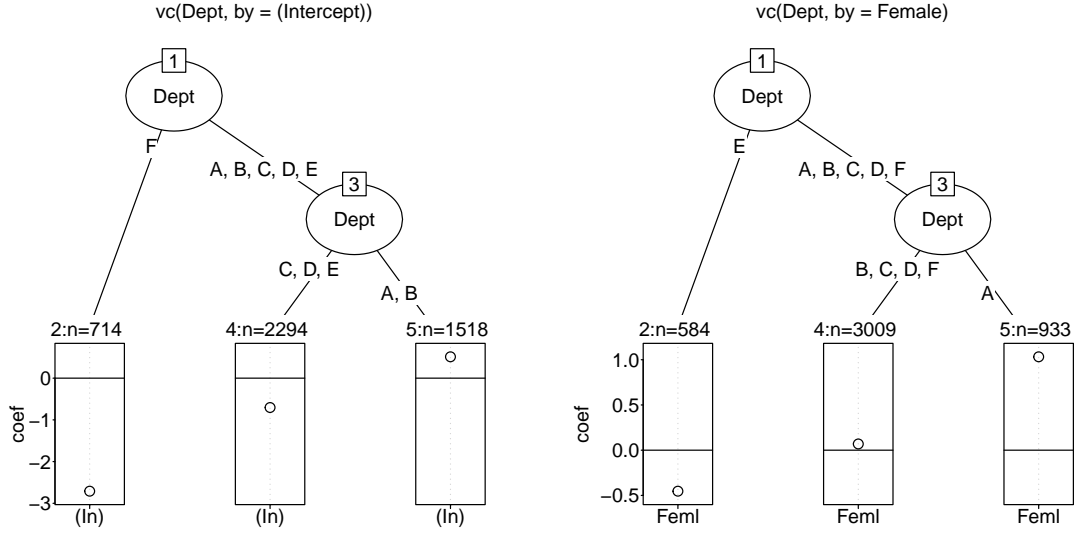 vc(Dept, by = (Intercept))
1
Dept
F
A, B, C, D, E
3
Dept
C, D, E
A, B
2:n=714
4:n=2294
5:n=1518
coef
0
−1
−2
−3
(In)
(In)
(In)
vc(Dept, by = Female)
1
Dept
E
A, B, C, D, F
3
Dept
B, C, D, F
A
2:n=584
4:n=3009
5:n=933
coef
1.0
0.5
0.0
−0.5
Feml
Feml
Feml